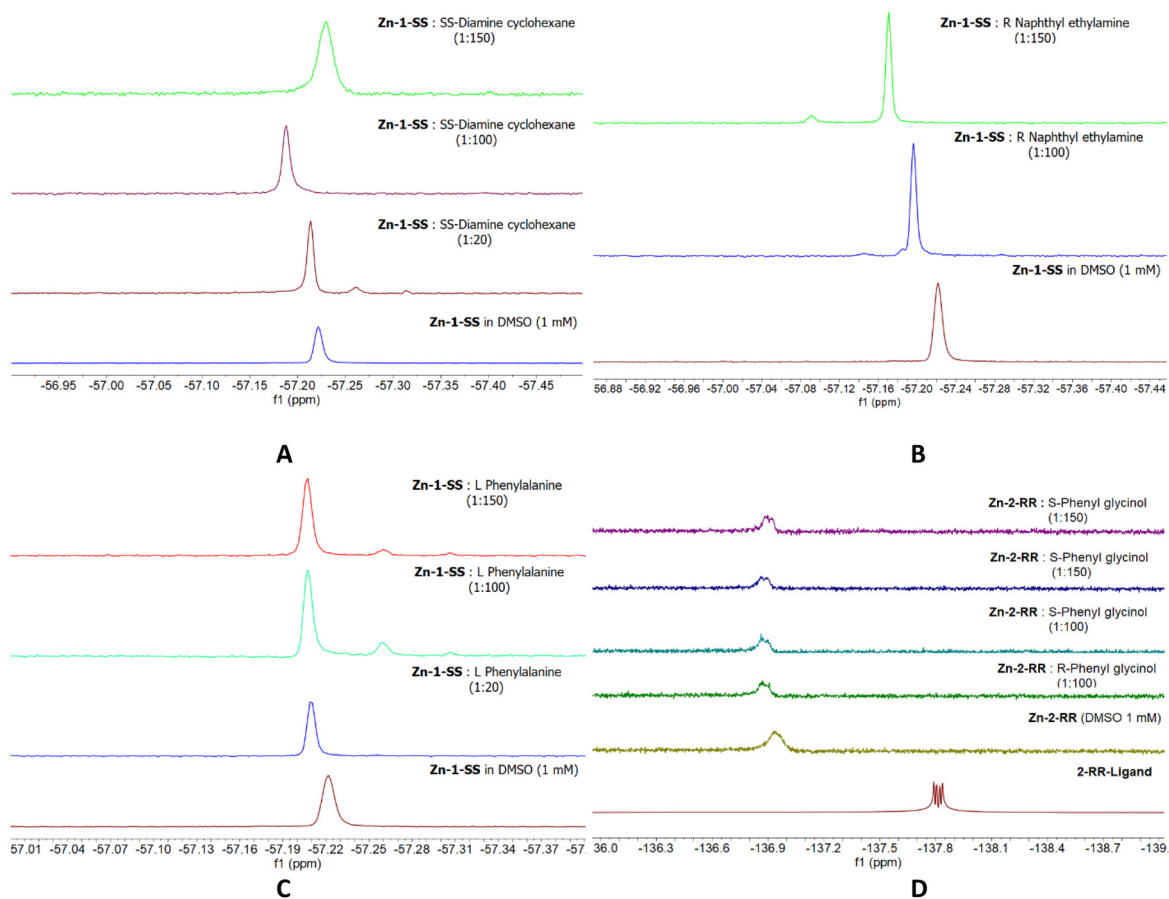 Zn-1-SS : SS-Diamine cyclohexane
(1:150)
Zn-1-SS : SS-Diamine cyclohexane
(1:100)
Zn-1-SS : SS-Diamine cyclohexane
(1:20)
Zn-1-SS in DMSO (1 mM)
-56.95 -57.00 -57.05 -57.10 -57.15 -57.20 -57.25 -57.30 -57.40 -57.45
f1 (ppm)
A
Zn-1-SS : R Naphthyl ethylamine
(1:150)
Zn-1-SS : R Naphthyl ethylamine
(1:100)
Zn-1-SS in DMSO (1 mM)
56.88 -56.92 -56.96 -57.00 -57.04 -57.08 -57.12 -57.16 -57.20 -57.24 -57.28 -57.32 -57.36 -57.40 -57.44
f1 (ppm)
B
Zn-1-SS : L Phenylalanine
(1:150)
Zn-1-SS : L Phenylalanine
(1:100)
Zn-1-SS : L Phenylalanine
(1:20)
Zn-1-SS in DMSO (1 mM)
57.01 -57.04 -57.07 -57.10 -57.13 -57.16 -57.19 -57.22 -57.25 -57.28 -57.31 -57.34 -57.37
f1 (ppm)
C
Zn-2-RR : S-Phenyl glycinol
(1:150)
Zn-2-RR : S-Phenyl glycinol
(1:150)
Zn-2-RR : S-Phenyl glycinol
(1:100)
Zn-2-RR : R-Phenyl glycinol
(1:100)
Zn-2-RR (DMSO 1 mM)
2-RR-Ligand
36.0 -136.3 -136.6 -136.9 -137.2 -137.5 -137.8 -138.1 -138.4 -138.7 -139.
f1 (ppm)
D